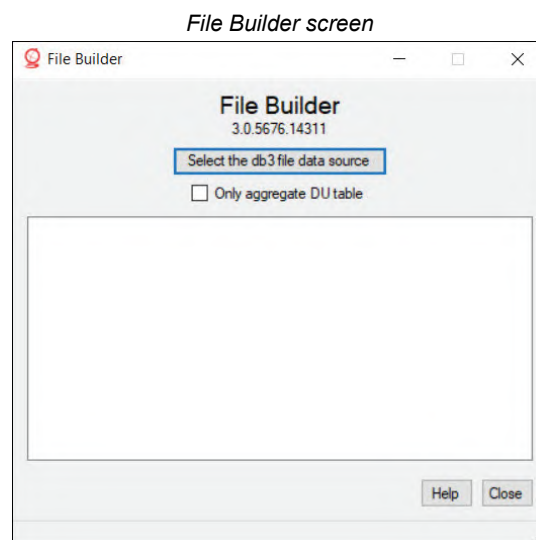 File Builder screen
File Builder
File Builder
3.0.5676.14311
Select the db3 file data source
Only aggregate DU table
Help Close